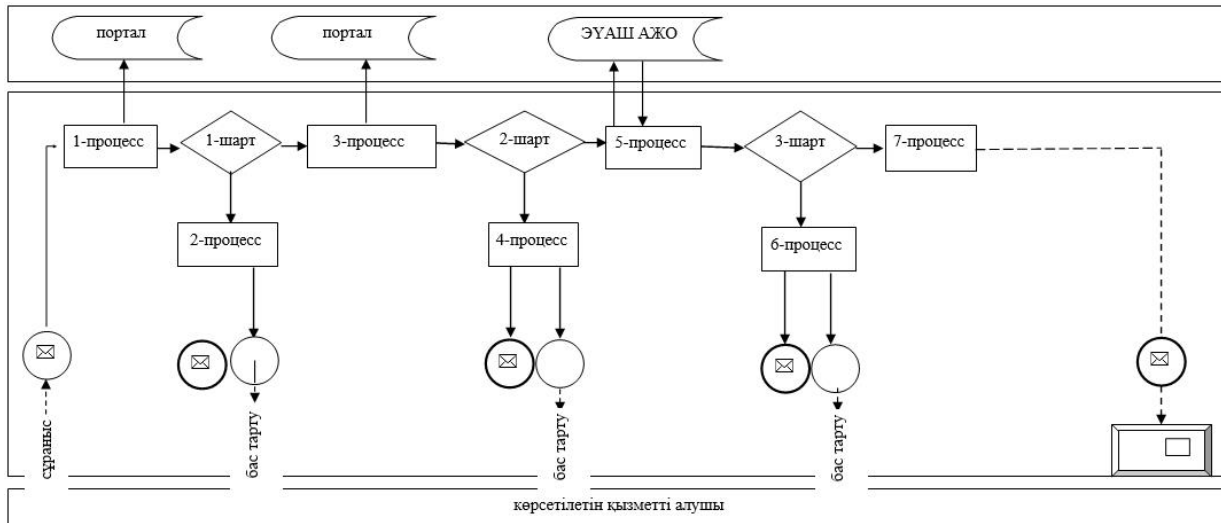 портал
портал
ЭҮАШ АЖО
1-процесс
1-шарт
3-процесс
2-шарт
5-процесс
3-шарт
7-процесс
2-процесс
4-процесс
6-процесс
сұраныс
бас тарту
бас тарту
бас тарту
көрсетілетін қызметті алушы